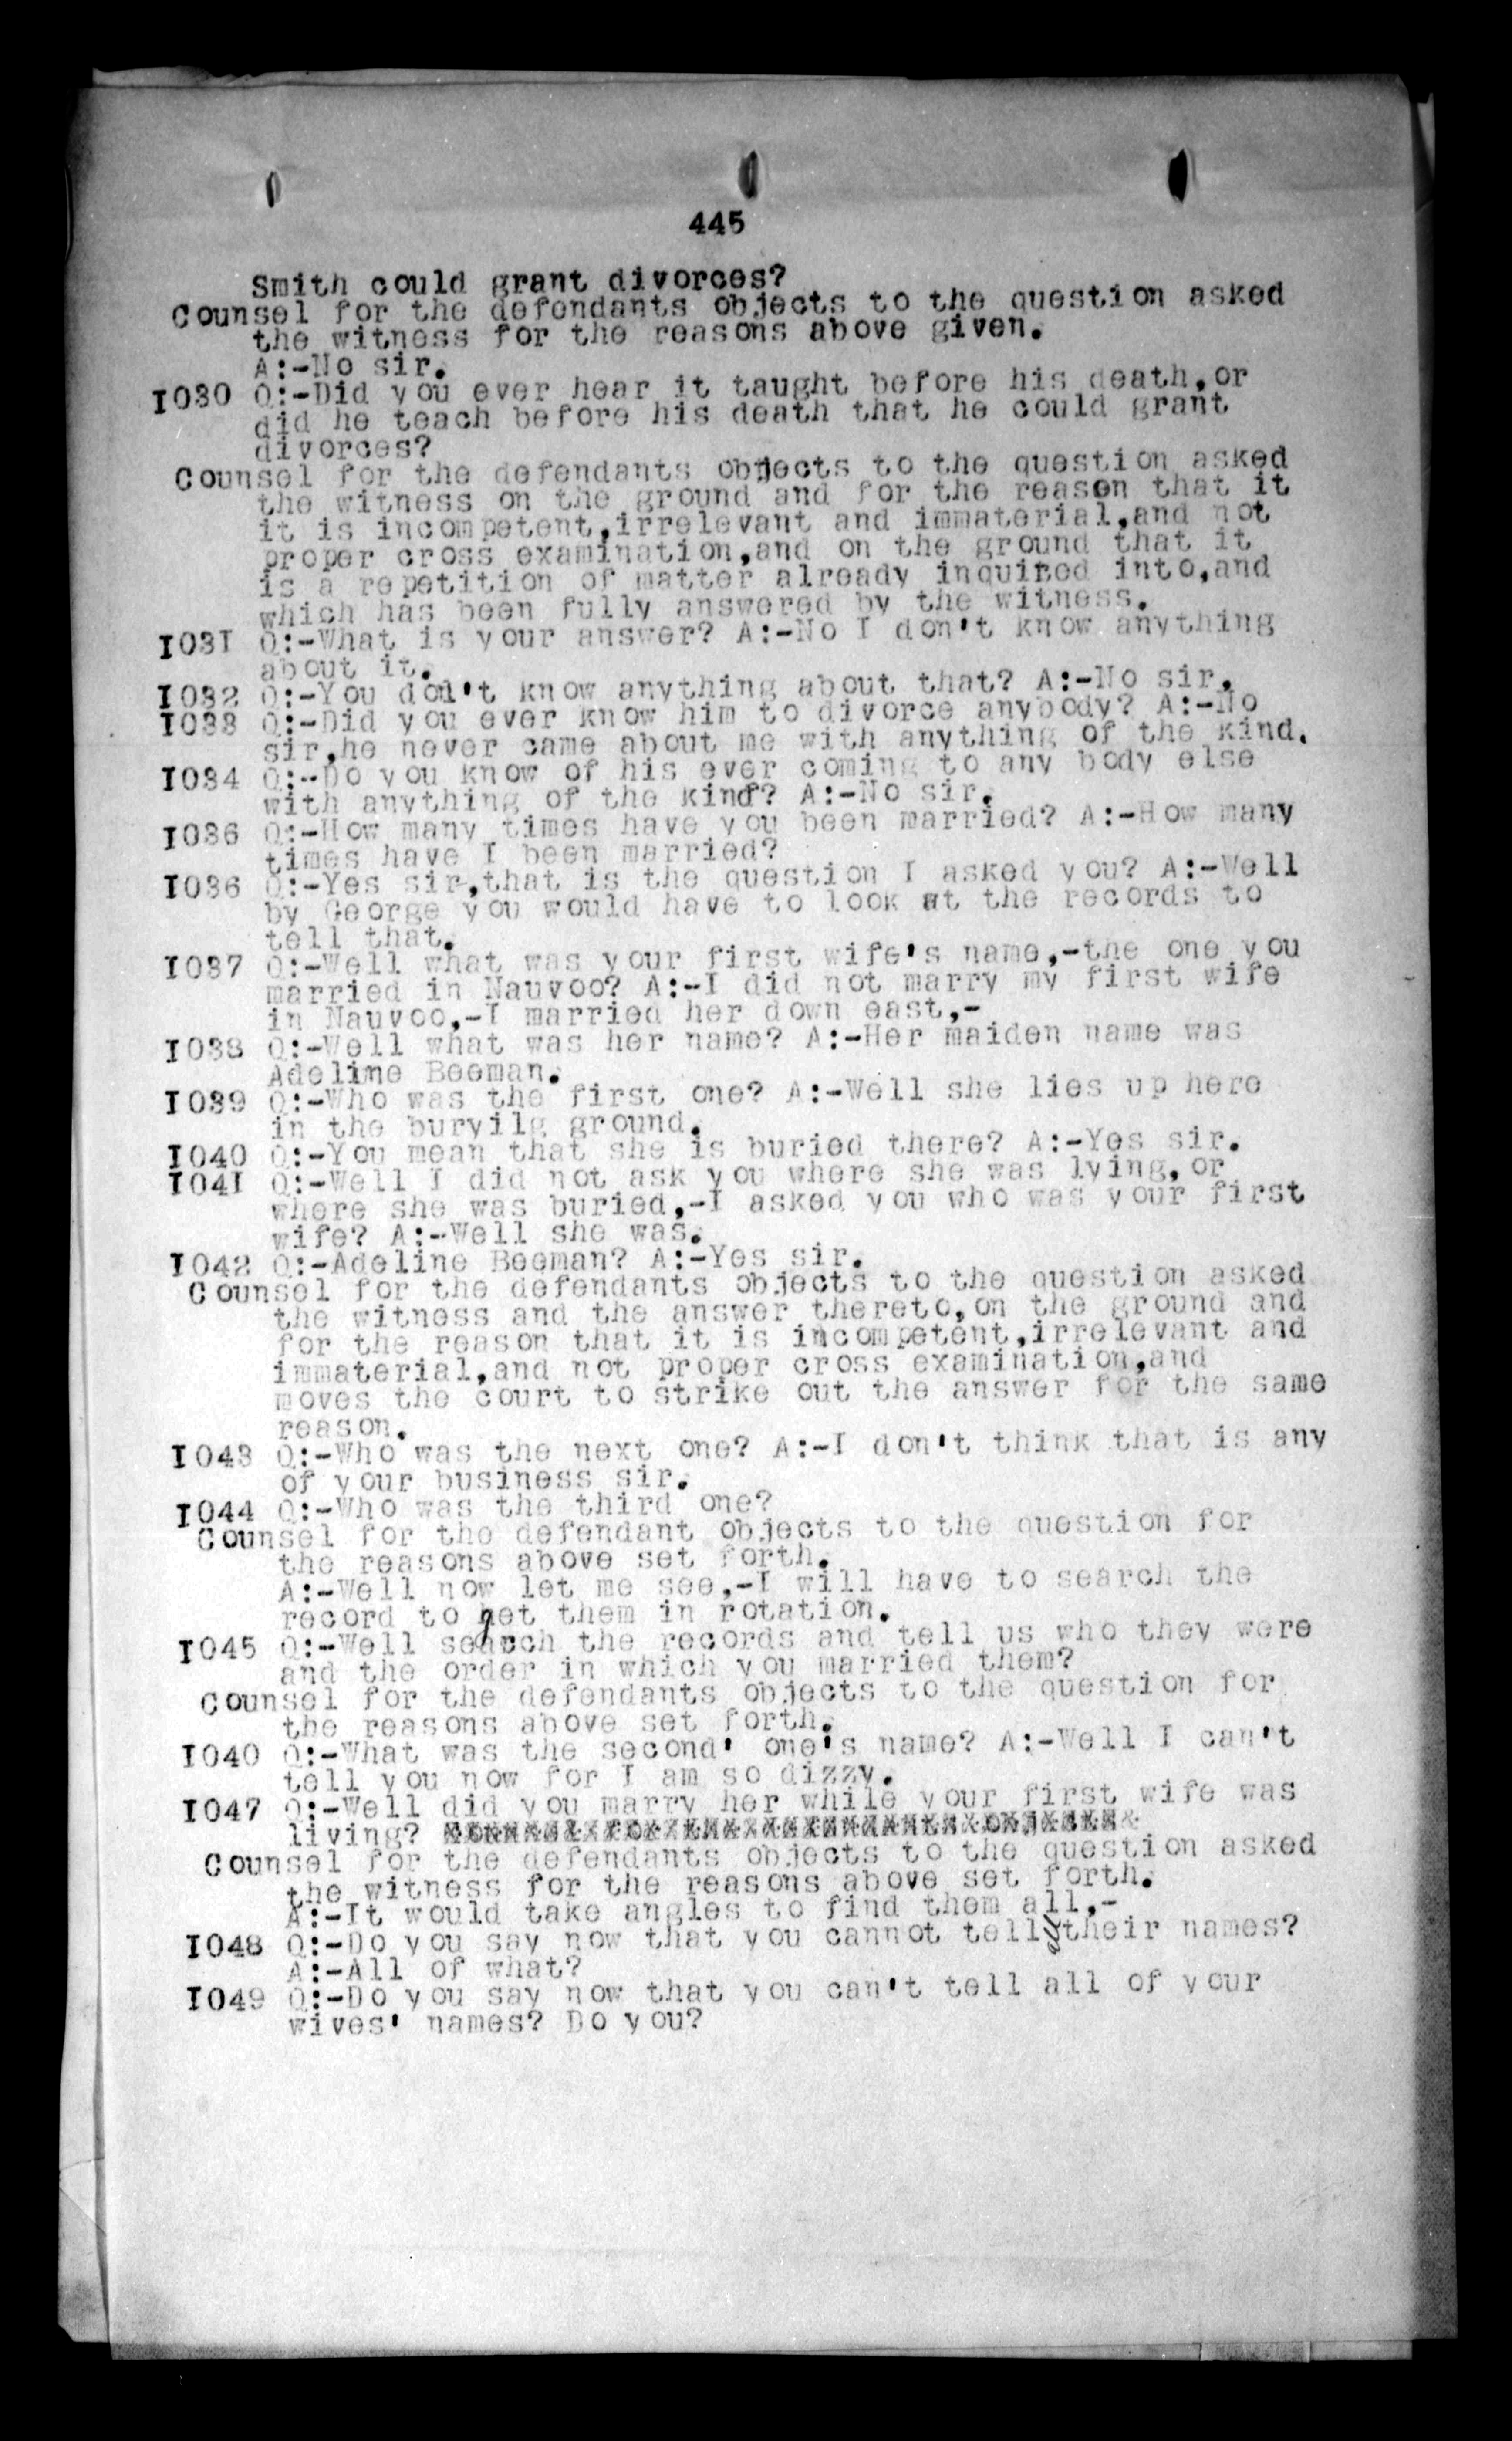 445
Smith could grant divorces?
Counsel for the defendants objects to the question asked
the witness for the reasons above given.
A:-No sir.
I030 Q:-Did you ever hear it taught before his death,or
did he teach before his death that he could grant
divorces?
Counsel for the defendants objects to the question asked
the witness on the ground and for the reason that it
it is incompetent,irrelevant and immaterial,and not
proper cross examination,and on the ground that it
is a repetition of matter already inquired into,and
which has been fully answered by the witness.
I03I Q:-What is your answer? A:-No I don't know anything
about it.
I032 Q:-You don't know anything about that? A:-No sir.
I033 Q:-Did you ever know him to divorce anybody? A:-No
sir,he never came about me with anything of the kind.
I034 Q:--Do you know of his ever coming to any body else
with anything of the kind? A:-No sir.
I036 Q:-How many times have you been married? A:-How many
times have I been married?
I036 Q:-Yes sir,that is the question I asked you? A:-Well
by George you would have to look at the records to
tell that.
I037 Q:-Well what was your first wife's name,-the one you
married in Nauvoo? A:-I did not marry my first wife
in Nauvoo,-I married her down east,-
I038 Q:-Well what was her name? A:-Her maiden name was
Adeline Beeman.
I039 Q:-Who was the first one? A:-Well she lies up here
in the buryilg ground.
I040 Q:-You mean that she is buried there? A:-Yes sir.
I04I Q:-Well I did not ask you where she was lying,or
where she was buried,-I asked you who was your first
wife? A:--Well she was.
I042 Q:-Adeline Beeman? A:-Yes sir.
Counsel for the defendants objects to the question asked
the witness and the answer thereto,on the ground and
for the reason that it is incompetent,irrelevant and
immaterial,and not proper cross examination,and
moves the court to strike out the answer for the same
reason.
I043 Q:-Who was the next one? A:-I don't think that is any
of your business sir.
I044 Q:-Who was the third one?
Counsel for the defendant objects to the question for
the reasons above set forth.
A:-Well now let me see,-I will have to search the
record to get them in rotation.
I045 Q:-Well search the records and tell us who they were
and the order in which you married them?
Counsel for the defendants objects to the question for
the reasons above set forth.
I040 Q:-What was the second' one's name? A:-Well I can't
tell you now for I am so dizzy.
I047 Q:-Well did you marry her while your first wife was
living?
Counsel for the defendants objects to the question asked
the witness for the reasons above set forth.
A:-It would take angles to find them all,-
I048 Q:-Do you say now that you cannot tell all their names?
A:-All of what?
I049 Q:-Do you say now that you can't tell all of your
wives' names? Do you?